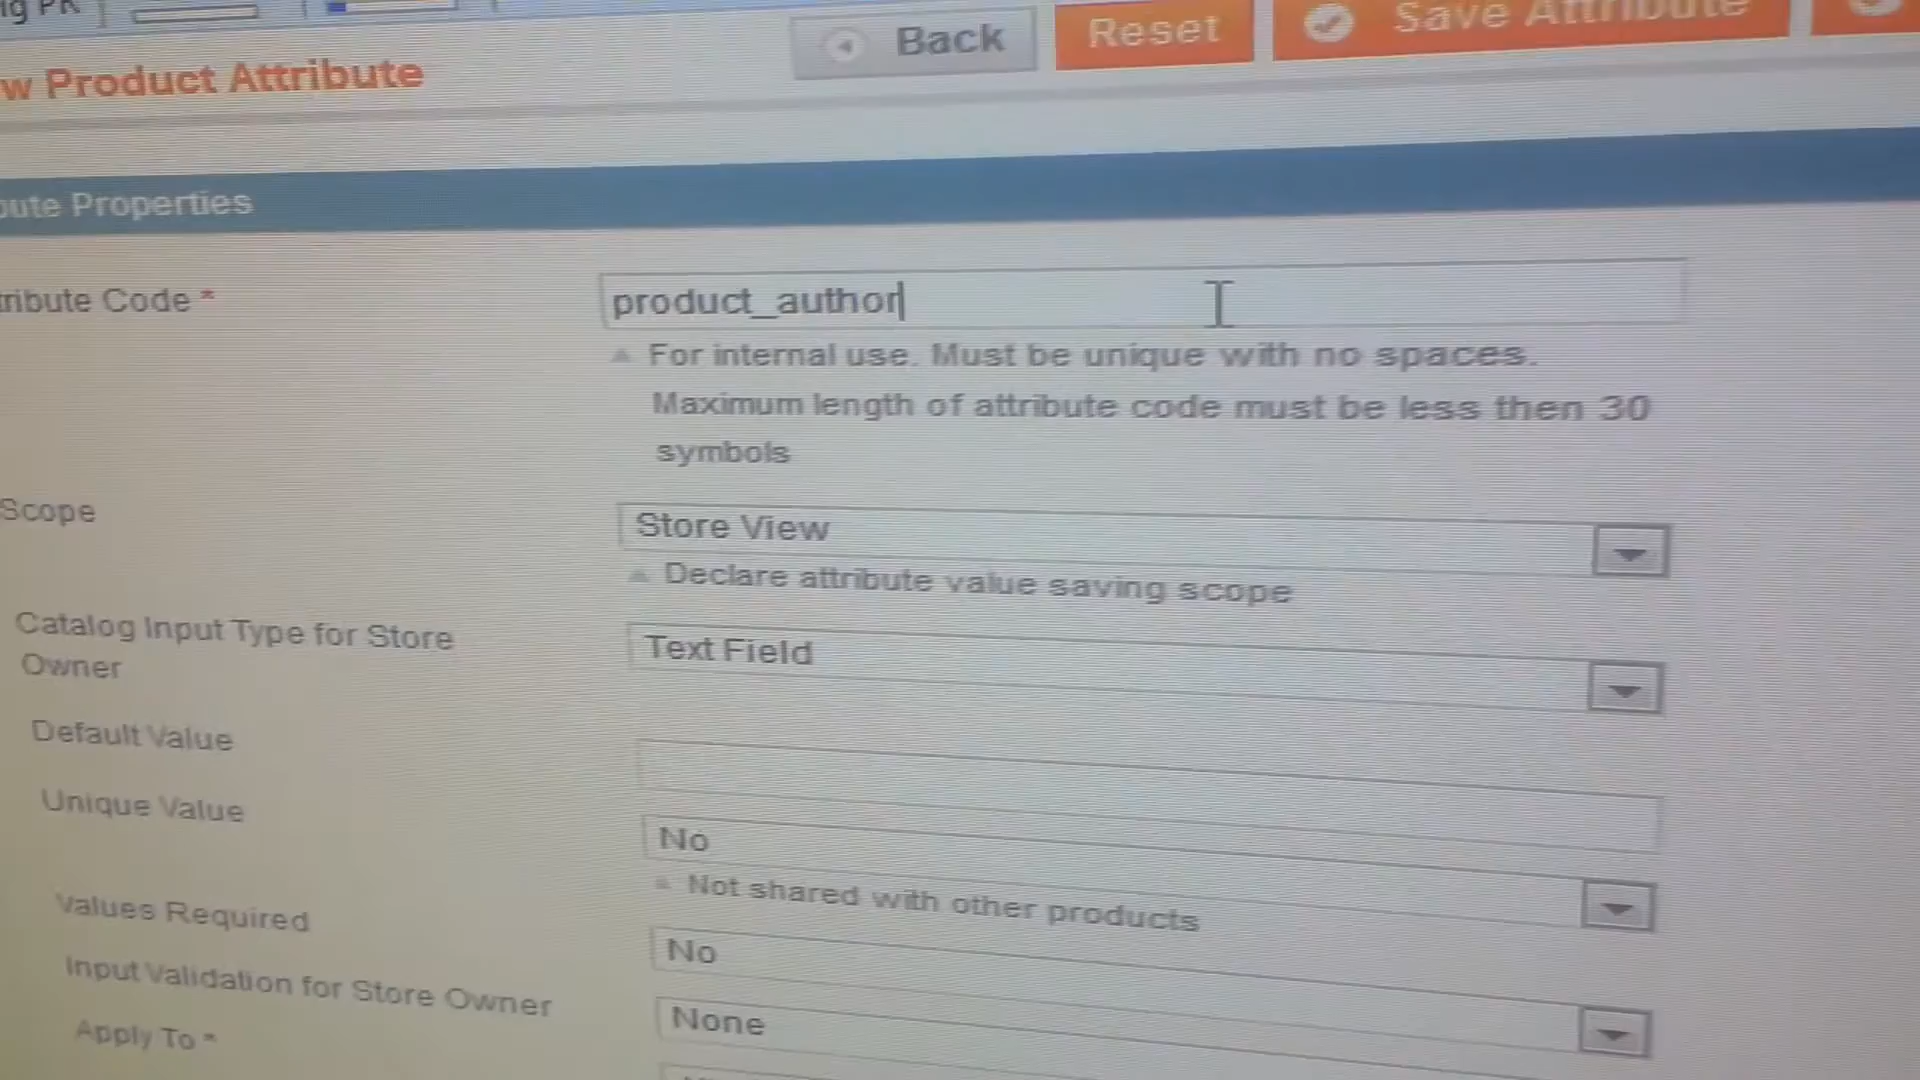 Back
Reset
Save Attribute
Product Attribute
Properties
Code *
product_author
For internal use. Must be unique with no spaces.
Maximum length of attribute code must be less then 30
symbols
Scope
Store View
Declare attribute value saving scope
Catalog Input Type for Store
Owner
Text Field
Default Value
Unique Value
No
Not shared with other products
Values Required
No
Input Validation for Store Owner
None
Apply To *